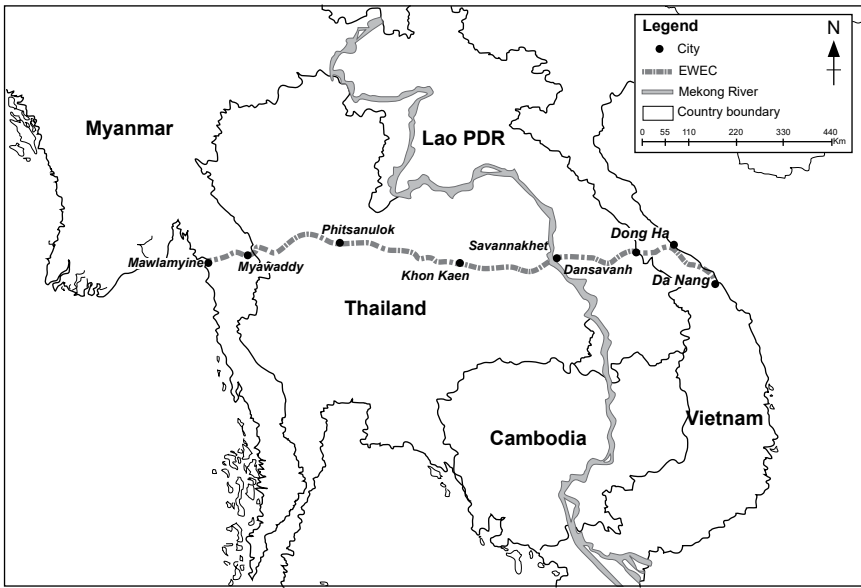 Legend
City
EWEC
Mekong River
Country boundary
0 55 110 220 330 440
Km
N
Myanmar
Lao PDR
Phitsanulok
Savannakhet
Dong Ha
Mawlamyine
Myawaddy
Khon Kaen
Dansavanh
Da Nang
Thailand
Cambodia
Vietnam